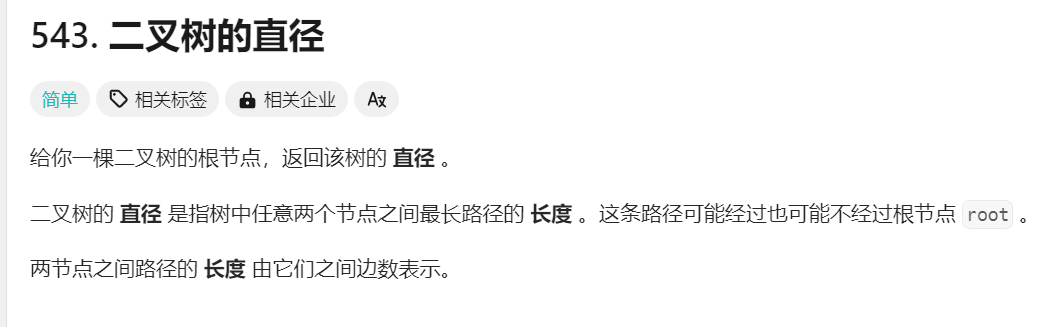 543. 二叉树的直径
简单 相关标签 相关企业 Aꭗ
给你一棵二叉树的根节点，返回该树的 直径 。
二叉树的 直径 是指树中任意两个节点之间最长路径的 长度 。这条路径可能经过也可能不经过根节点 root 。
两节点之间路径的 长度 由它们之间边数表示。